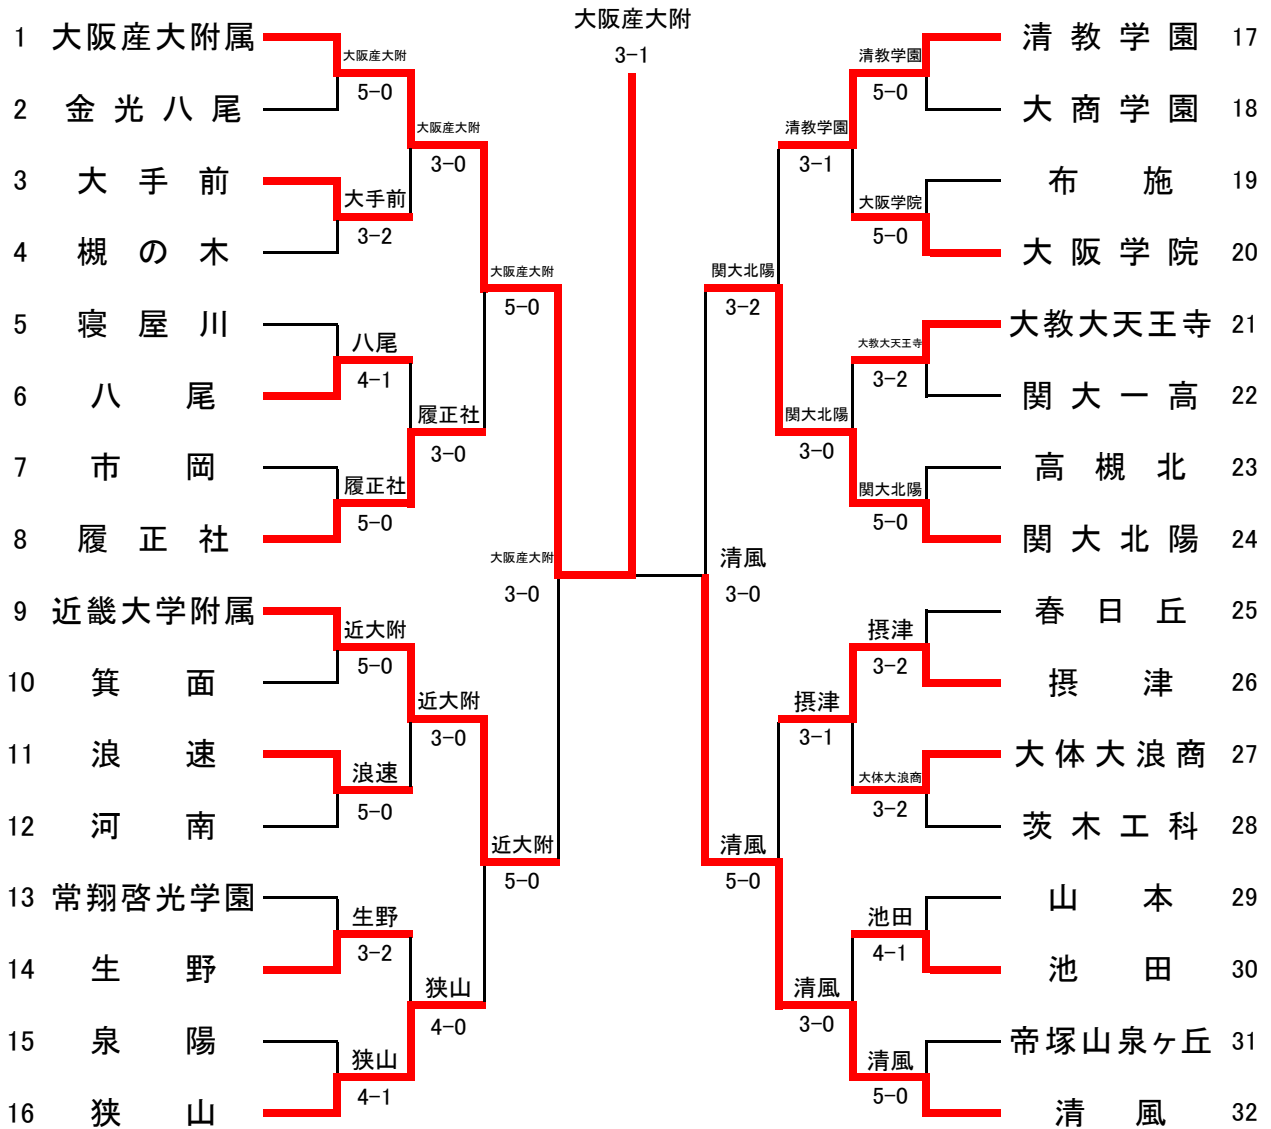 大阪産大附
3-1
1 大阪産大附属
2 金光八尾
3 大手前
4 槻の木
5 寝屋川
6 八尾
7 市岡
8 履正社
9 近畿大学附属
10 箕面
11 浪速
12 河南
13 常翔啓光学園
14 生野
15 泉陽
16 狭山
大阪産大附
5-0
大手前
3-2
八尾
4-1
履正社
5-0
近大附
5-0
浪速
5-0
生野
3-2
狭山
4-1
大阪産大附
3-0
履正社
3-0
近大附
3-0
狭山
4-0
大阪産大附
5-0
近大附
5-0
大阪産大附
3-0
清風
3-0
関大北陽
3-2
清風
5-0
清教学園
3-1
関大北陽
3-0
摂津
3-1
清風
3-0
清教学園
5-0
大阪学院
5-0
大教大天王寺
3-2
関大北陽
5-0
摂津
3-2
大体大浪商
3-2
池田
4-1
清風
5-0
清教学園 17
大商学園 18
布施 19
大阪学院 20
大教大天王寺 21
関大一高 22
高槻北 23
関大北陽 24
春日丘 25
摂津 26
大体大浪商 27
茨木工科 28
山本 29
池田 30
帝塚山泉ヶ丘 31
清風 32